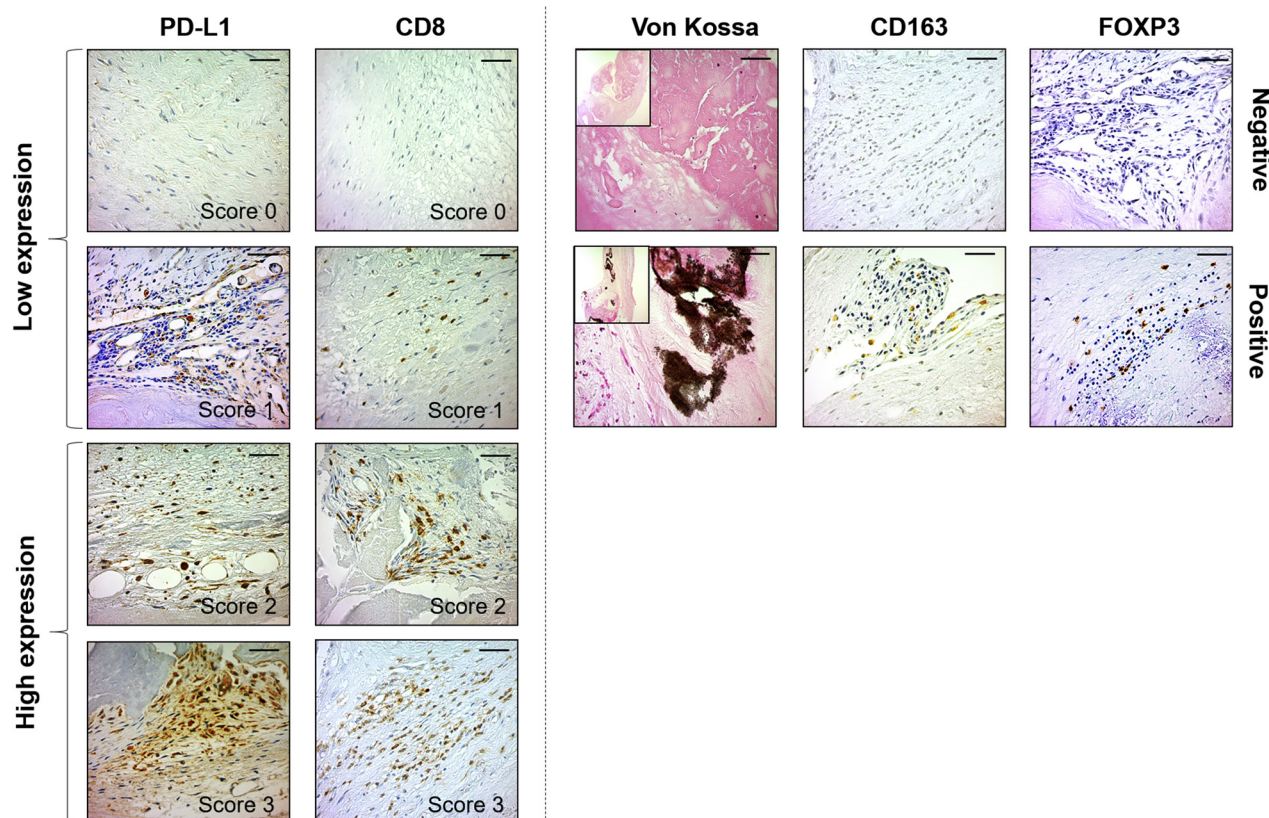 PD-L1
CD8
Von Kossa
CD163
FOXP3
Low expression
Score 0
Score 0
Negative
Score 1
Score 1
Positive
High expression
Score 2
Score 2
Score 3
Score 3